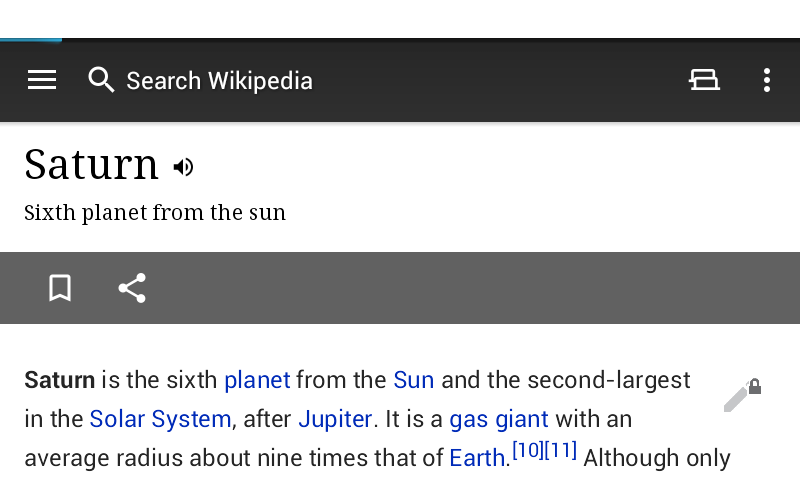 Search Wikipedia
Saturn
Sixth planet from the sun
Saturn is the sixth planet from the Sun and the second-largest
in the Solar System, after Jupiter. It is a gas giant with an
average radius about nine times that of Earth.[10][11] Although only